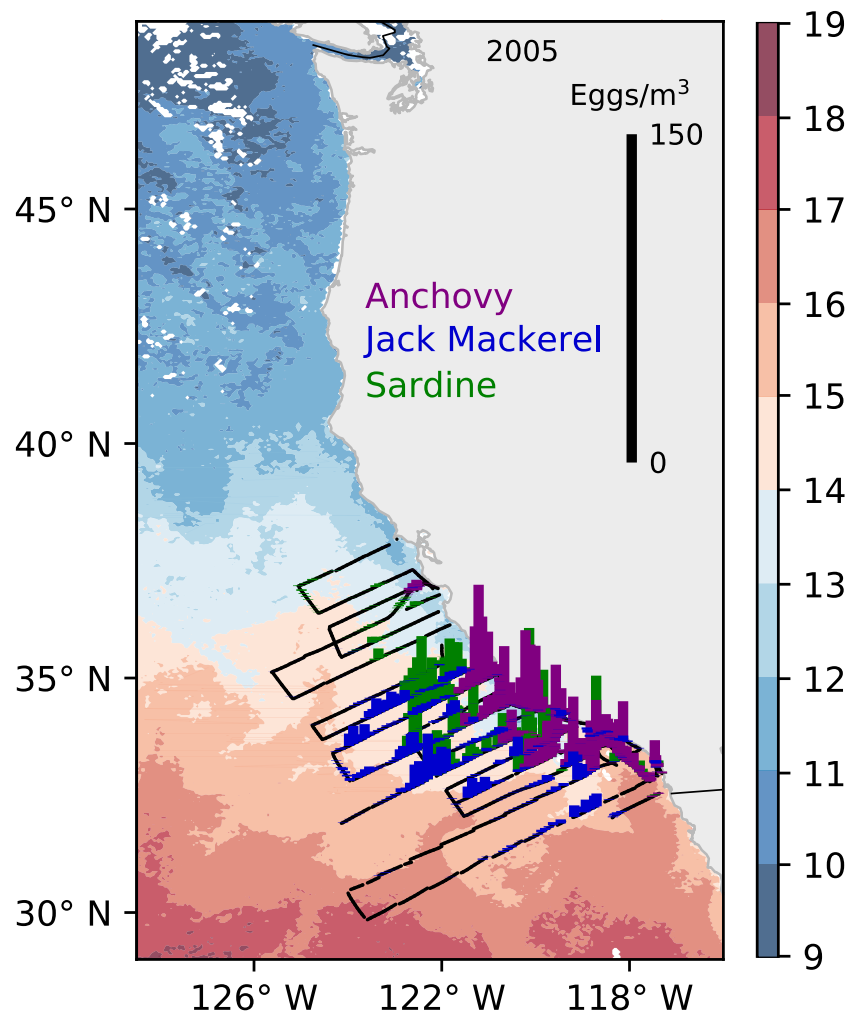 2005
Eggs/m³
150
0
Anchovy
Jack Mackerel
Sardine
45° N
40° N
35° N
30° N
126° W
122° W
118° W
19
18
17
16
15
14
13
12
11
10
9